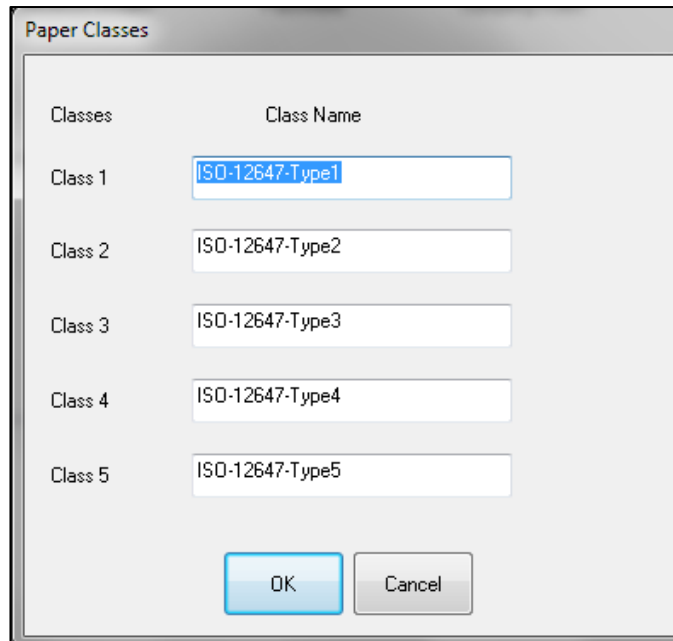 Paper Classes
Classes Class Name
Class 1 ISO-12647-Type1
Class 2 ISO-12647-Type2
Class 3 ISO-12647-Type3
Class 4 ISO-12647-Type4
Class 5 ISO-12647-Type5
OK Cancel